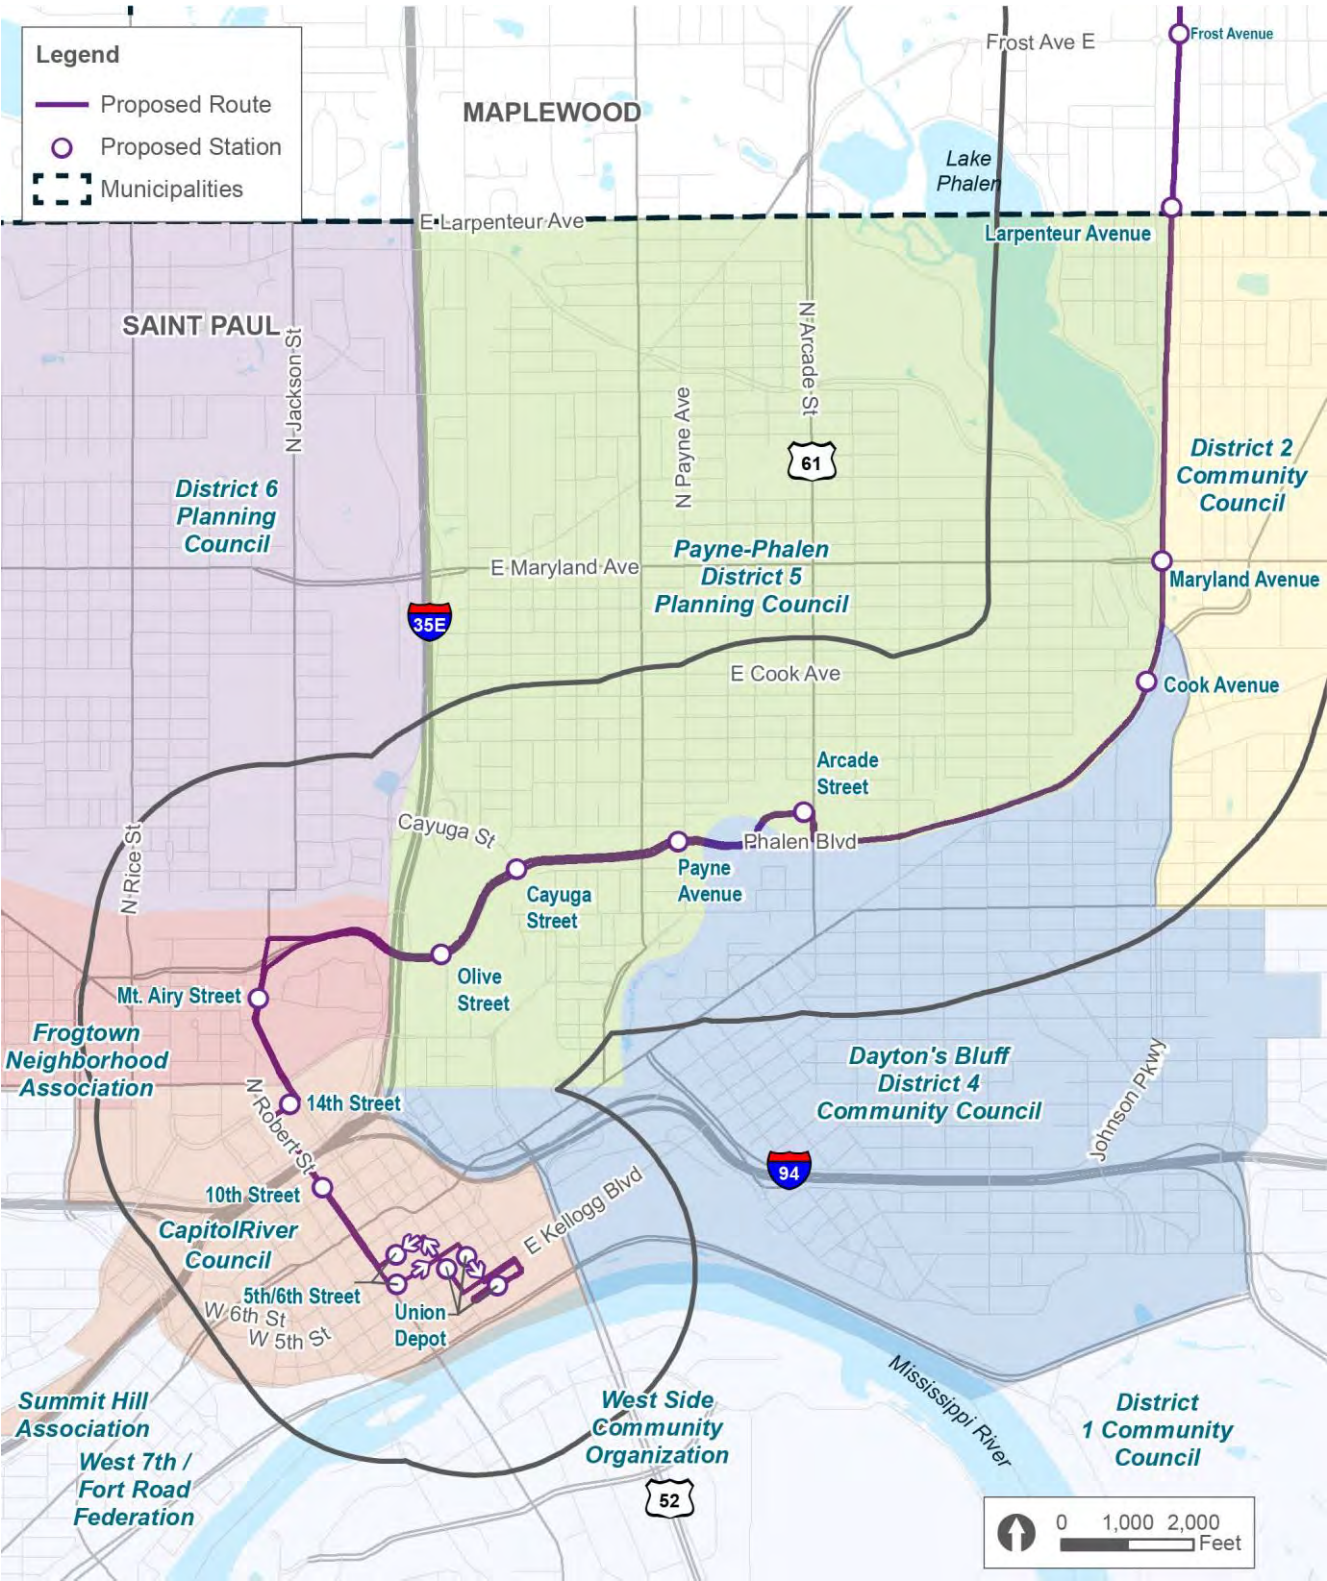 Legend
Proposed Route
Proposed Station
Municipalities
Frost Avenue
Frost Ave E
MAPLEWOOD
Lake
Phalen
E Larpenteur Ave
Larpenteur Avenue
SAINT PAUL
N Jackson St
N Arcade St
N Payne Ave
61
District 2
Community
Council
District 6
Planning
Council
Payne-Phalen
District 5
Planning Council
E Maryland Ave
Maryland Avenue
35E
E Cook Ave
Cook Avenue
Arcade
Street
N Rice St
Cayuga St
Phalen Blvd
Payne
Avenue
Cayuga
Street
Olive
Street
Mt. Airy Street
Frogtown
Neighborhood
Association
Dayton's Bluff
District 4
Community Council
Johnson Pkwy
14th Street
N Robert St
94
10th Street
E Kellogg Blvd
CapitolRiver
Council
5th/6th Street
W 6th St
W 5th St
Union
Depot
Mississippi River
Summit Hill
Association
West Side
Community
Organization
District
1 Community
Council
West 7th /
Fort Road
Federation
52
0 1,000 2,000
Feet